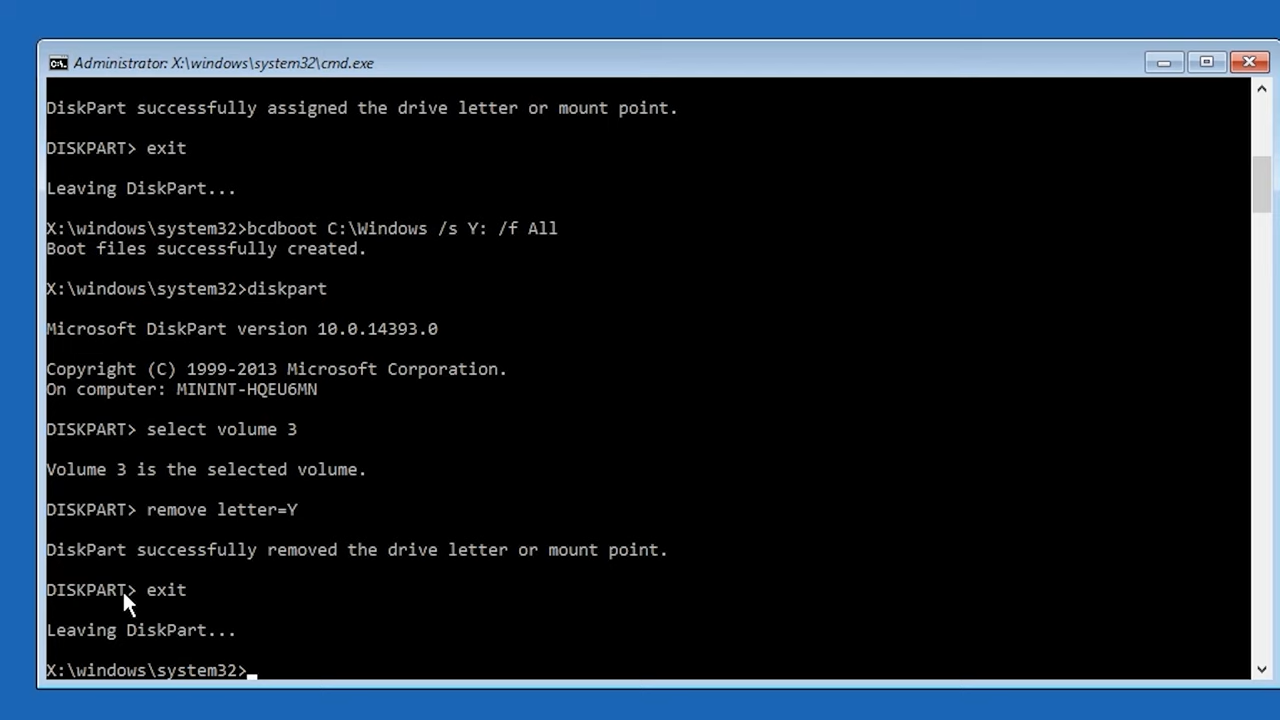 Administrator: X:\windows\system32\cmd.exe
DiskPart successfully assigned the drive letter or mount point.
DISKPART> exit
Leaving DiskPart...
X:\windows\system32>bcdboot C:\Windows /s Y: /f All
Boot files successfully created.
X:\windows\system32>diskpart
Microsoft DiskPart version 10.0.14393.0
Copyright (C) 1999-2013 Microsoft Corporation.
On computer: MININT-HQEU6MN
DISKPART> select volume 3
Volume 3 is the selected volume.
DISKPART> remove letter=Y
DiskPart successfully removed the drive letter or mount point.
DISKPART> exit
Leaving DiskPart...
X:\windows\system32>